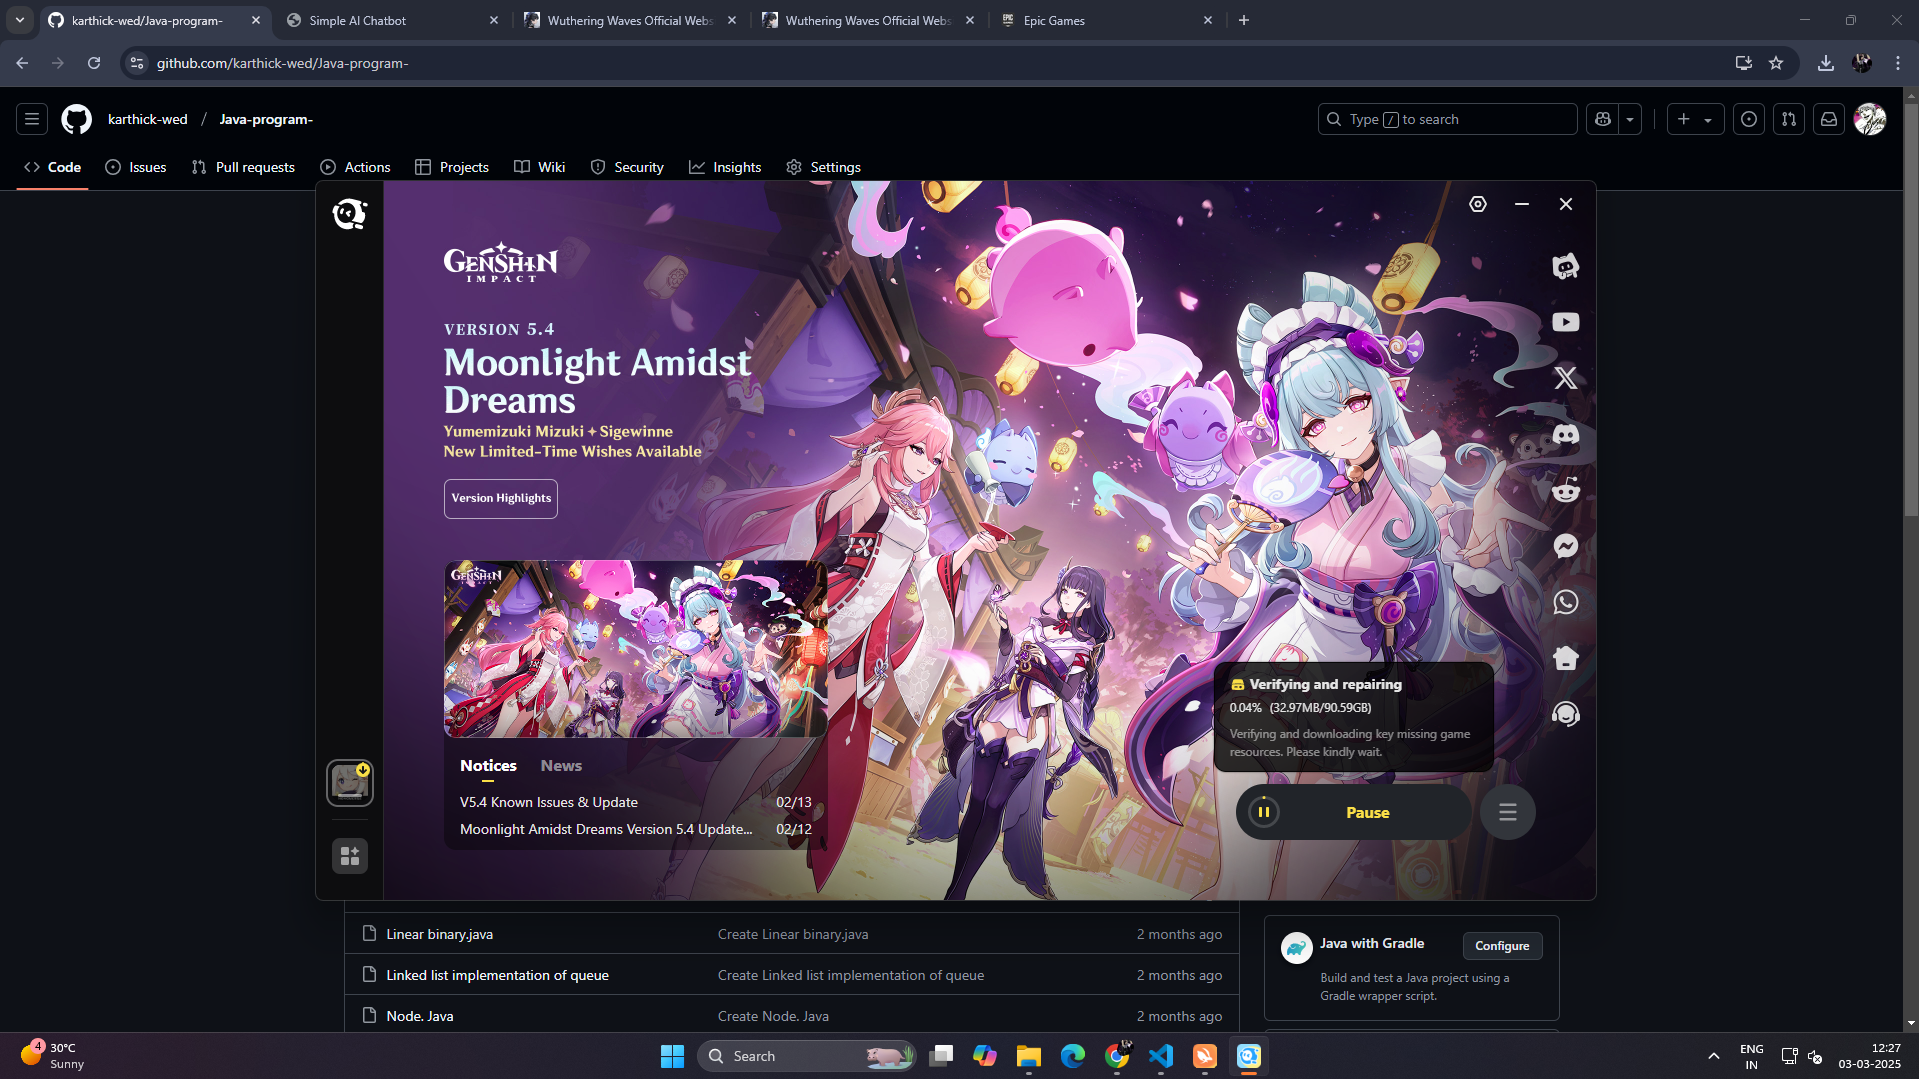 karthick-wed/Java-program-
Simple AI Chatbot
Wuthering Waves Official Webs
Wuthering Waves Official Webs
Epic Games
github.com/karthick-wed/Java-program-
karthick-wed / Java-program-
Type / to search
Code
Issues
Pull requests
Actions
Projects
Wiki
Security
Insights
Settings
GENSHIN
IMPACT
VERSION 5.4
Moonlight Amidst
Dreams
Yumemizuki Mizuki ✦ Sigewinne
New Limited-Time Wishes Available
Version Highlights
GENSHIN
IMPACT
Notices News
V5.4 Known Issues & Update 02/13
Moonlight Amidst Dreams Version 5.4 Update... 02/12
Verifying and repairing
0.04% (32.97MB/90.59GB)
Verifying and downloading key missing game
resources. Please kindly wait.
Pause
Linear binary.java Create Linear binary.java 2 months ago
Linked list implementation of queue Create Linked list implementation of queue 2 months ago
Node. Java Create Node. Java 2 months ago
Java with Gradle
Configure
Build and test a Java project using a
Gradle wrapper script.
4
30°C
Sunny
Search
ENG
IN
12:27
03-03-2025